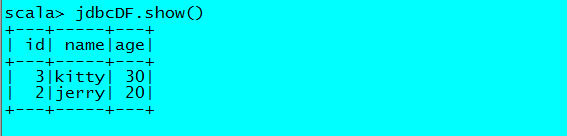 scala> jdbcDF.show()
+---+-----+---+
| id| name|age|
+---+-----+---+
|  3|kitty| 30|
|  2|jerry| 20|
+---+-----+---+